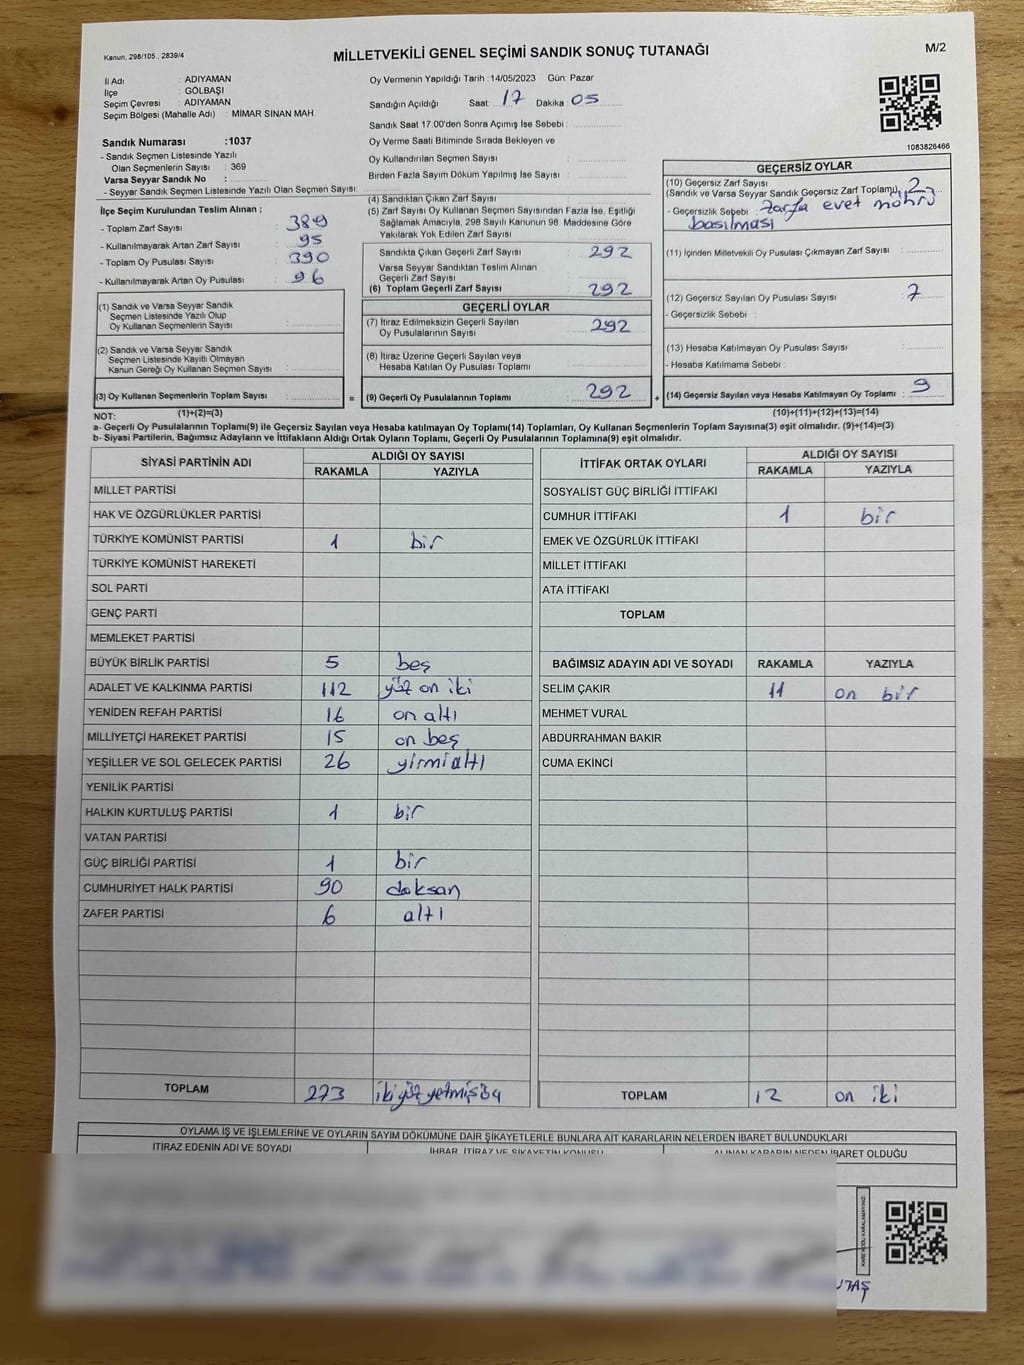 Kanun, 298/105 , 2839/4
MİLLETVEKİLİ GENEL SEÇİMİ SANDIK SONUÇ TUTANAĞI
M/2
İl Adı : ADIYAMAN
İlçe : GÖLBAŞI
Seçim Çevresi : ADIYAMAN
Seçim Bölgesi (Mahalle Adı) : MİMAR SİNAN MAH
Sandık Numarası :1037
- Sandık Seçmen Listesinde Yazılı
Olan Seçmenlerin Sayısı : 369
Varsa Seyyar Sandık No :
- Seyyar Sandık Seçmen Listesinde Yazılı Olan Seçmen Sayısı:
Oy Vermenin Yapıldığı Tarih :14/05/2023 Gün: Pazar
Sandığın Açıldığı Saat 17 Dakika 05
Sandık Saat 17:00'den Sonra Açımış İse Sebebi :
Oy Verme Saati Bitiminde Sırada Bekleyen ve
Oy Kullandırılan Seçmen Sayısı :
Birden Fazla Sayım Döküm Yapılmış İse Sayısı :
1083826466
İlçe Seçim Kurulundan Teslim Alınan :
- Toplam Zarf Sayısı : 389
- Kullanılmayarak Artan Zarf Sayısı : 95
- Toplam Oy Pusulası Sayısı : 390
- Kullanılmayarak Artan Oy Pusulası : 96
(1) Sandık ve Varsa Seyyar Sandık
Seçmen Listesinde Yazılı Olup
Oy Kullanan Seçmenlerin Sayısı :
(2) Sandık ve Varsa Seyyar Sandık
Seçmen Listesinde Kayıtlı Olmayan
Kanun Gereği Oy Kullanan Seçmen Sayısı :
(3) Oy Kullanan Seçmenlerin Toplam Sayısı :
(1)+(2)=(3)
(4) Sandıktan Çıkan Zarf Sayısı :
(5) Zarf Sayısı Oy Kullanan Seçmen Sayısından Fazla İse, Eşitliği
Sağlamak Amacıyla, 298 Sayılı Kanunun 98. Maddesine Göre
Yakılarak Yok Edilen Zarf Sayısı :
Sandıkta Çıkan Geçerli Zarf Sayısı : 292
Varsa Seyyar Sandıktan Teslim Alınan
Geçerli Zarf Sayısı :
(6) Toplam Geçerli Zarf Sayısı : 292
GEÇERLİ OYLAR
(7) İtiraz Edilmeksizin Geçerli Sayılan
Oy Pusulalarının Sayısı : 292
(8) İtiraz Üzerine Geçerli Sayılan veya
Hesaba Katılan Oy Pusulası Toplamı :
= (9) Geçerli Oy Pusulalarının Toplamı : 292
GEÇERSİZ OYLAR
(10) Geçersiz Zarf Sayısı
(Sandık ve Varsa Seyyar Sandık Geçersiz Zarf Toplamı) 2
- Geçersizlik Sebebi : Zarfa evet mührü
basılması
(11) İçinden Milletvekili Oy Pusulası Çıkmayan Zarf Sayısı :
(12) Geçersiz Sayılan Oy Pusulası Sayısı : 7
- Geçersizlik Sebebi :
(13) Hesaba Katılmayan Oy Pusulası Sayısı :
- Hesaba Katılmama Sebebi :
+ (14) Geçersiz Sayılan veya Hesaba Katılmayan Oy Toplamı : 9
(10)+(11)+(12)+(13)=(14)
NOT:
a- Geçerli Oy Pusulalarının Toplamı(9) ile Geçersiz Sayılan veya Hesaba katılmayan Oy Toplamı(14) Toplamları, Oy Kullanan Seçmenlerin Toplam Sayısına(3) eşit olmalıdır. (9)+(14)=(3)
b- Siyasi Partilerin, Bağımsız Adayların ve İttifakların Aldığı Ortak Oyların Toplamı, Geçerli Oy Pusulalarının Toplamına(9) eşit olmalıdır.
SİYASİ PARTİNİN ADI ALDIĞI OY SAYISI
RAKAMLA YAZIYLA
MİLLET PARTİSİ
HAK VE ÖZGÜRLÜKLER PARTİSİ
TÜRKİYE KOMÜNİST PARTİSİ 1 bir
TÜRKİYE KOMÜNİST HAREKETİ
SOL PARTİ
GENÇ PARTİ
MEMLEKET PARTİSİ
BÜYÜK BİRLİK PARTİSİ 5 beş
ADALET VE KALKINMA PARTİSİ 112 yüz on iki
YENİDEN REFAH PARTİSİ 16 on altı
MİLLİYETÇİ HAREKET PARTİSİ 15 on beş
YEŞİLLER VE SOL GELECEK PARTİSİ 26 yirmialtı
YENİLİK PARTİSİ
HALKIN KURTULUŞ PARTİSİ 1 bir
VATAN PARTİSİ
GÜÇ BİRLİĞİ PARTİSİ 1 bir
CUMHURİYET HALK PARTİSİ 90 doksan
ZAFER PARTİSİ 6 altı
TOPLAM 273
İTTİFAK ORTAK OYLARI ALDIĞI OY SAYISI
RAKAMLA YAZIYLA
SOSYALİST GÜÇ BİRLİĞİ İTTİFAKI
CUMHUR İTTİFAKI 1 bir
EMEK VE ÖZGÜRLÜK İTTİFAKI
MİLLET İTTİFAKI
ATA İTTİFAKI
TOPLAM
BAĞIMSIZ ADAYIN ADI VE SOYADI RAKAMLA YAZIYLA
SELİM ÇAKIR 11 on bir
MEHMET VURAL
ABDURRAHMAN BAKIR
CUMA EKİNCİ
TOPLAM 12 on iki
OYLAMA İŞ VE İŞLEMLERİNE VE OYLARIN SAYIM DÖKÜMÜNE DAİR ŞİKAYETLERLE BUNLARA AİT KARARLARIN NELERDEN İBARET BULUNDUKLARI
İTİRAZ EDENİN ADI VE SOYADI İHBAR, İTİRAZ VE ŞİKAYETİN KONUSU ALINAN KARARIN NEDEN İBARET OLDUĞU